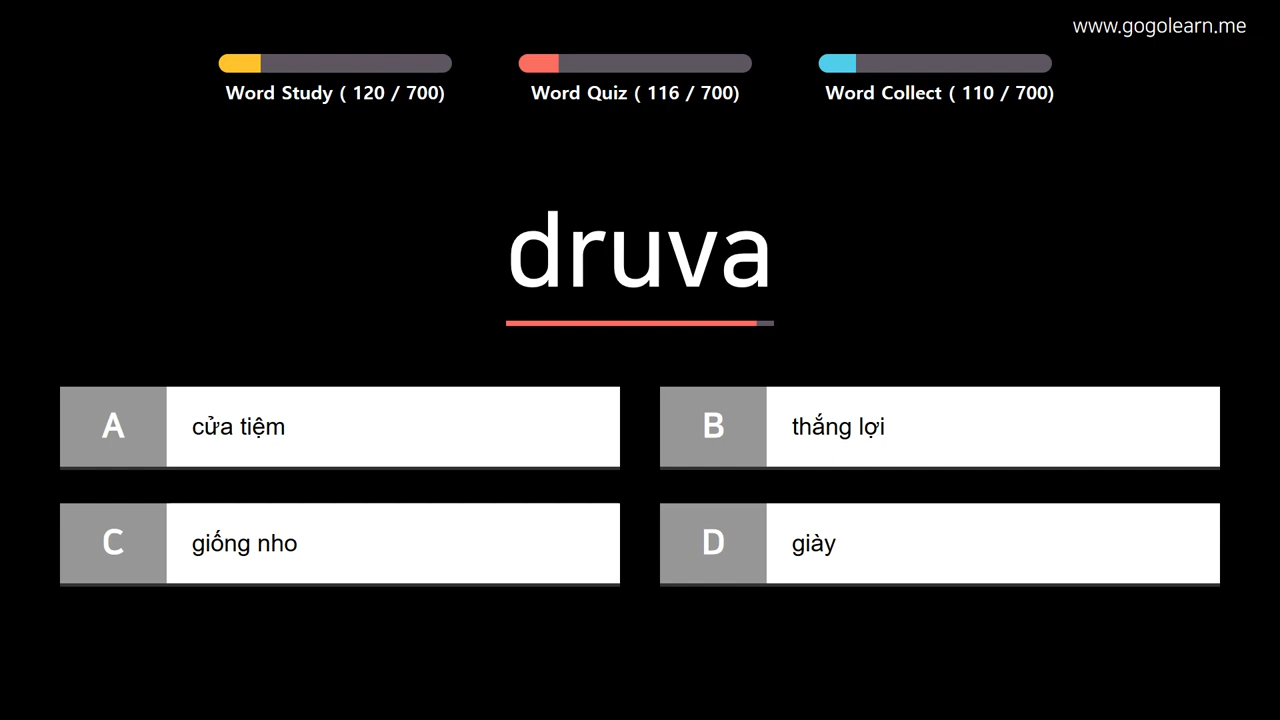 www.gogolearn.me
Word Study ( 120 / 700)
Word Quiz ( 116 / 700)
Word Collect ( 110 / 700)
druva
A cửa tiệm
B thắng lợi
C giống nho
D giày